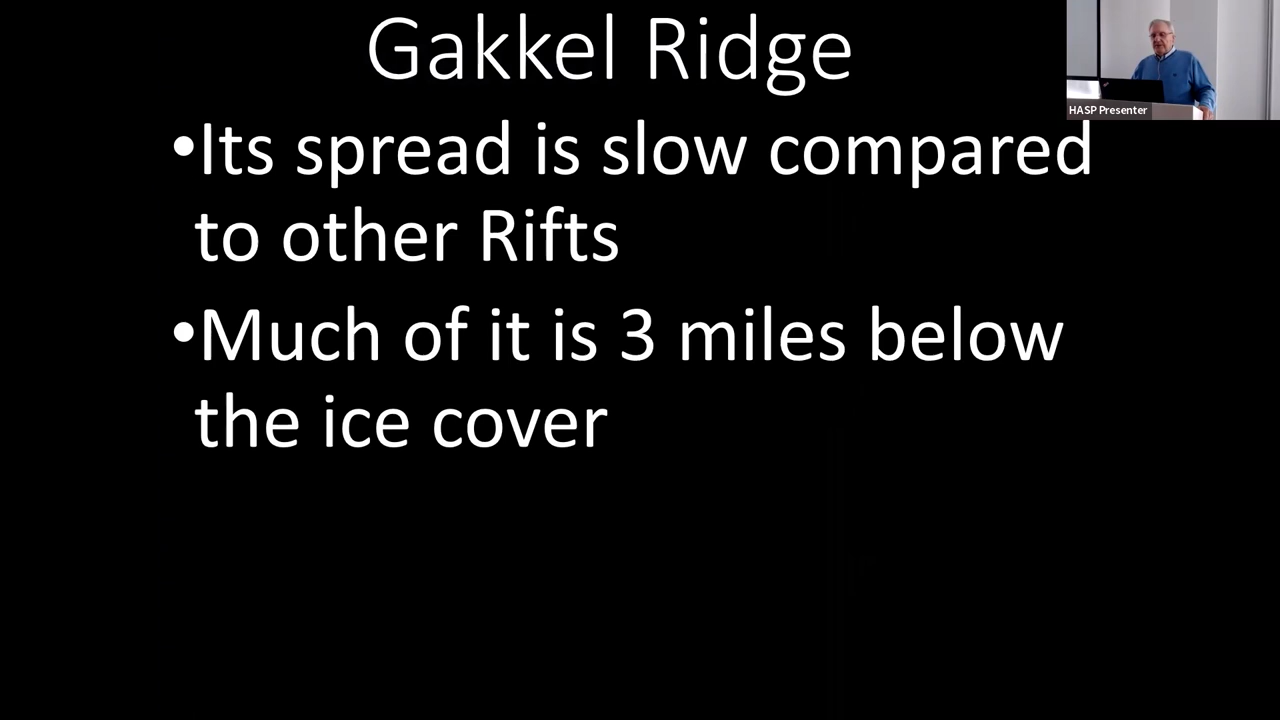 Gakkel Ridge
HASP Presenter
•Its spread is slow compared
to other Rifts
•Much of it is 3 miles below
the ice cover